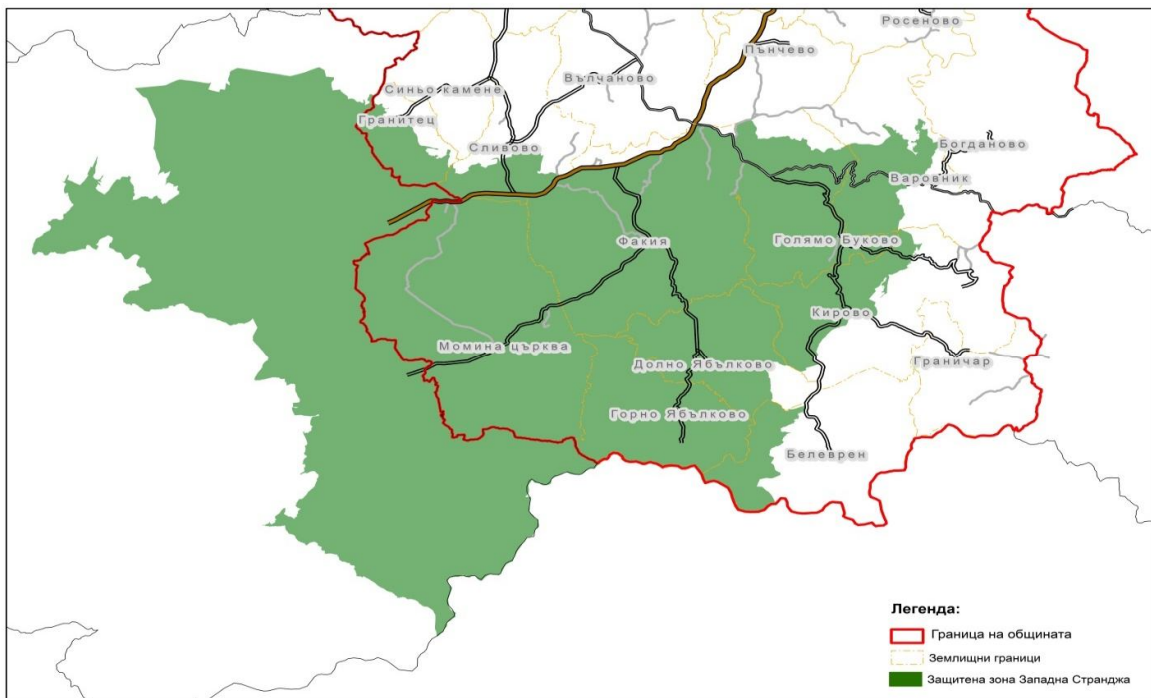 Росеново
Пънчево
Вълчаново
Синьо камене
Гранитец
Сливово
Богданово
Варовник
Факия
Голямо Буково
Кирово
Момина църква
Долно Ябълково
Граничар
Горно Ябълково
Белеврен
Легенда:
Граница на общината
Землищни граници
Защитена зона Западна Странджа